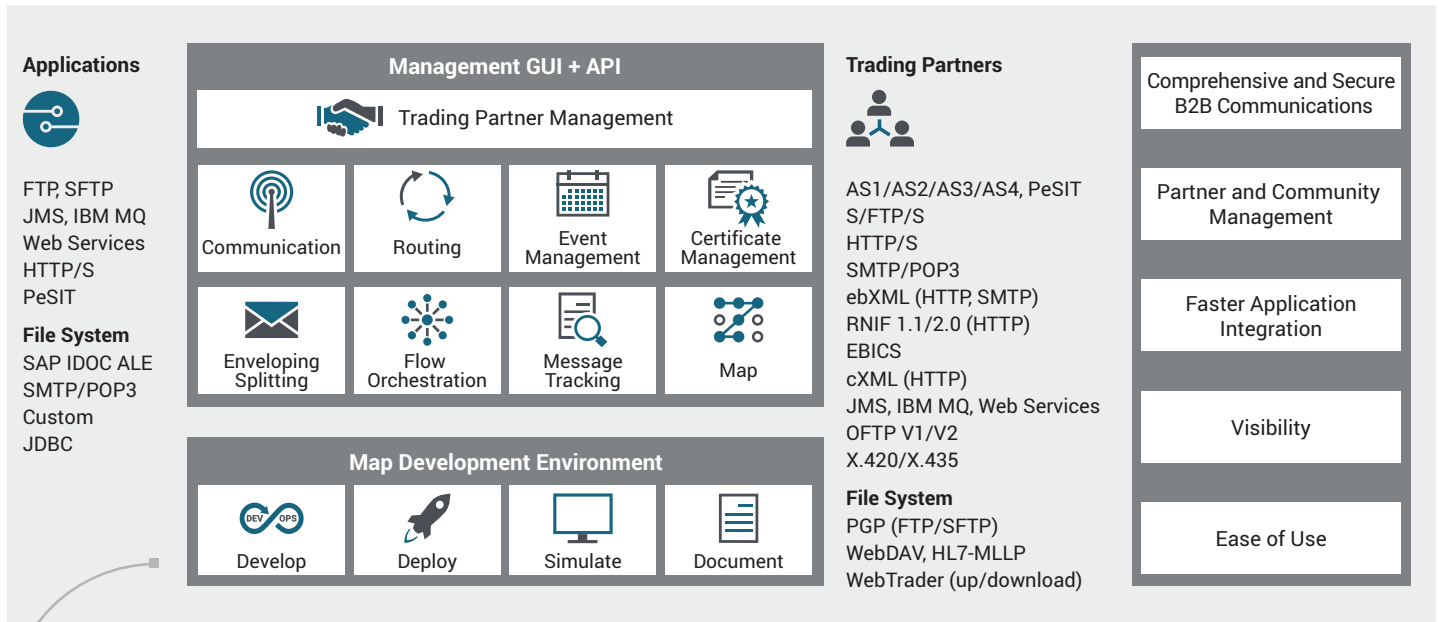 Applications
FTP, SFTP
JMS, IBM MQ
Web Services
HTTP/S
PeSIT
File System
SAP IDOC ALE
SMTP/POP3
Custom
JDBC
Management GUI + API
Trading Partner Management
Communication
Routing
Event
Management
Certificate
Management
Enveloping
Splitting
Flow
Orchestration
Message
Tracking
Map
Map Development Environment
DEV OPS
Develop
Deploy
Simulate
Document
Trading Partners
AS1/AS2/AS3/AS4, PeSIT
S/FTP/S
HTTP/S
SMTP/POP3
ebXML (HTTP, SMTP)
RNIF 1.1/2.0 (HTTP)
EBICS
cXML (HTTP)
JMS, IBM MQ, Web Services
OFTP V1/V2
X.420/X.435
File System
PGP (FTP/SFTP)
WebDAV, HL7-MLLP
WebTrader (up/download)
Comprehensive and Secure
B2B Communications
Partner and Community
Management
Faster Application
Integration
Visibility
Ease of Use